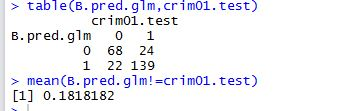 > table(B.pred.glm,crim01.test)
crim01.test
B.pred.glm 0 1
0 68 24
1 22 139
> mean(B.pred.glm!=crim01.test)
[1] 0.1818182
>